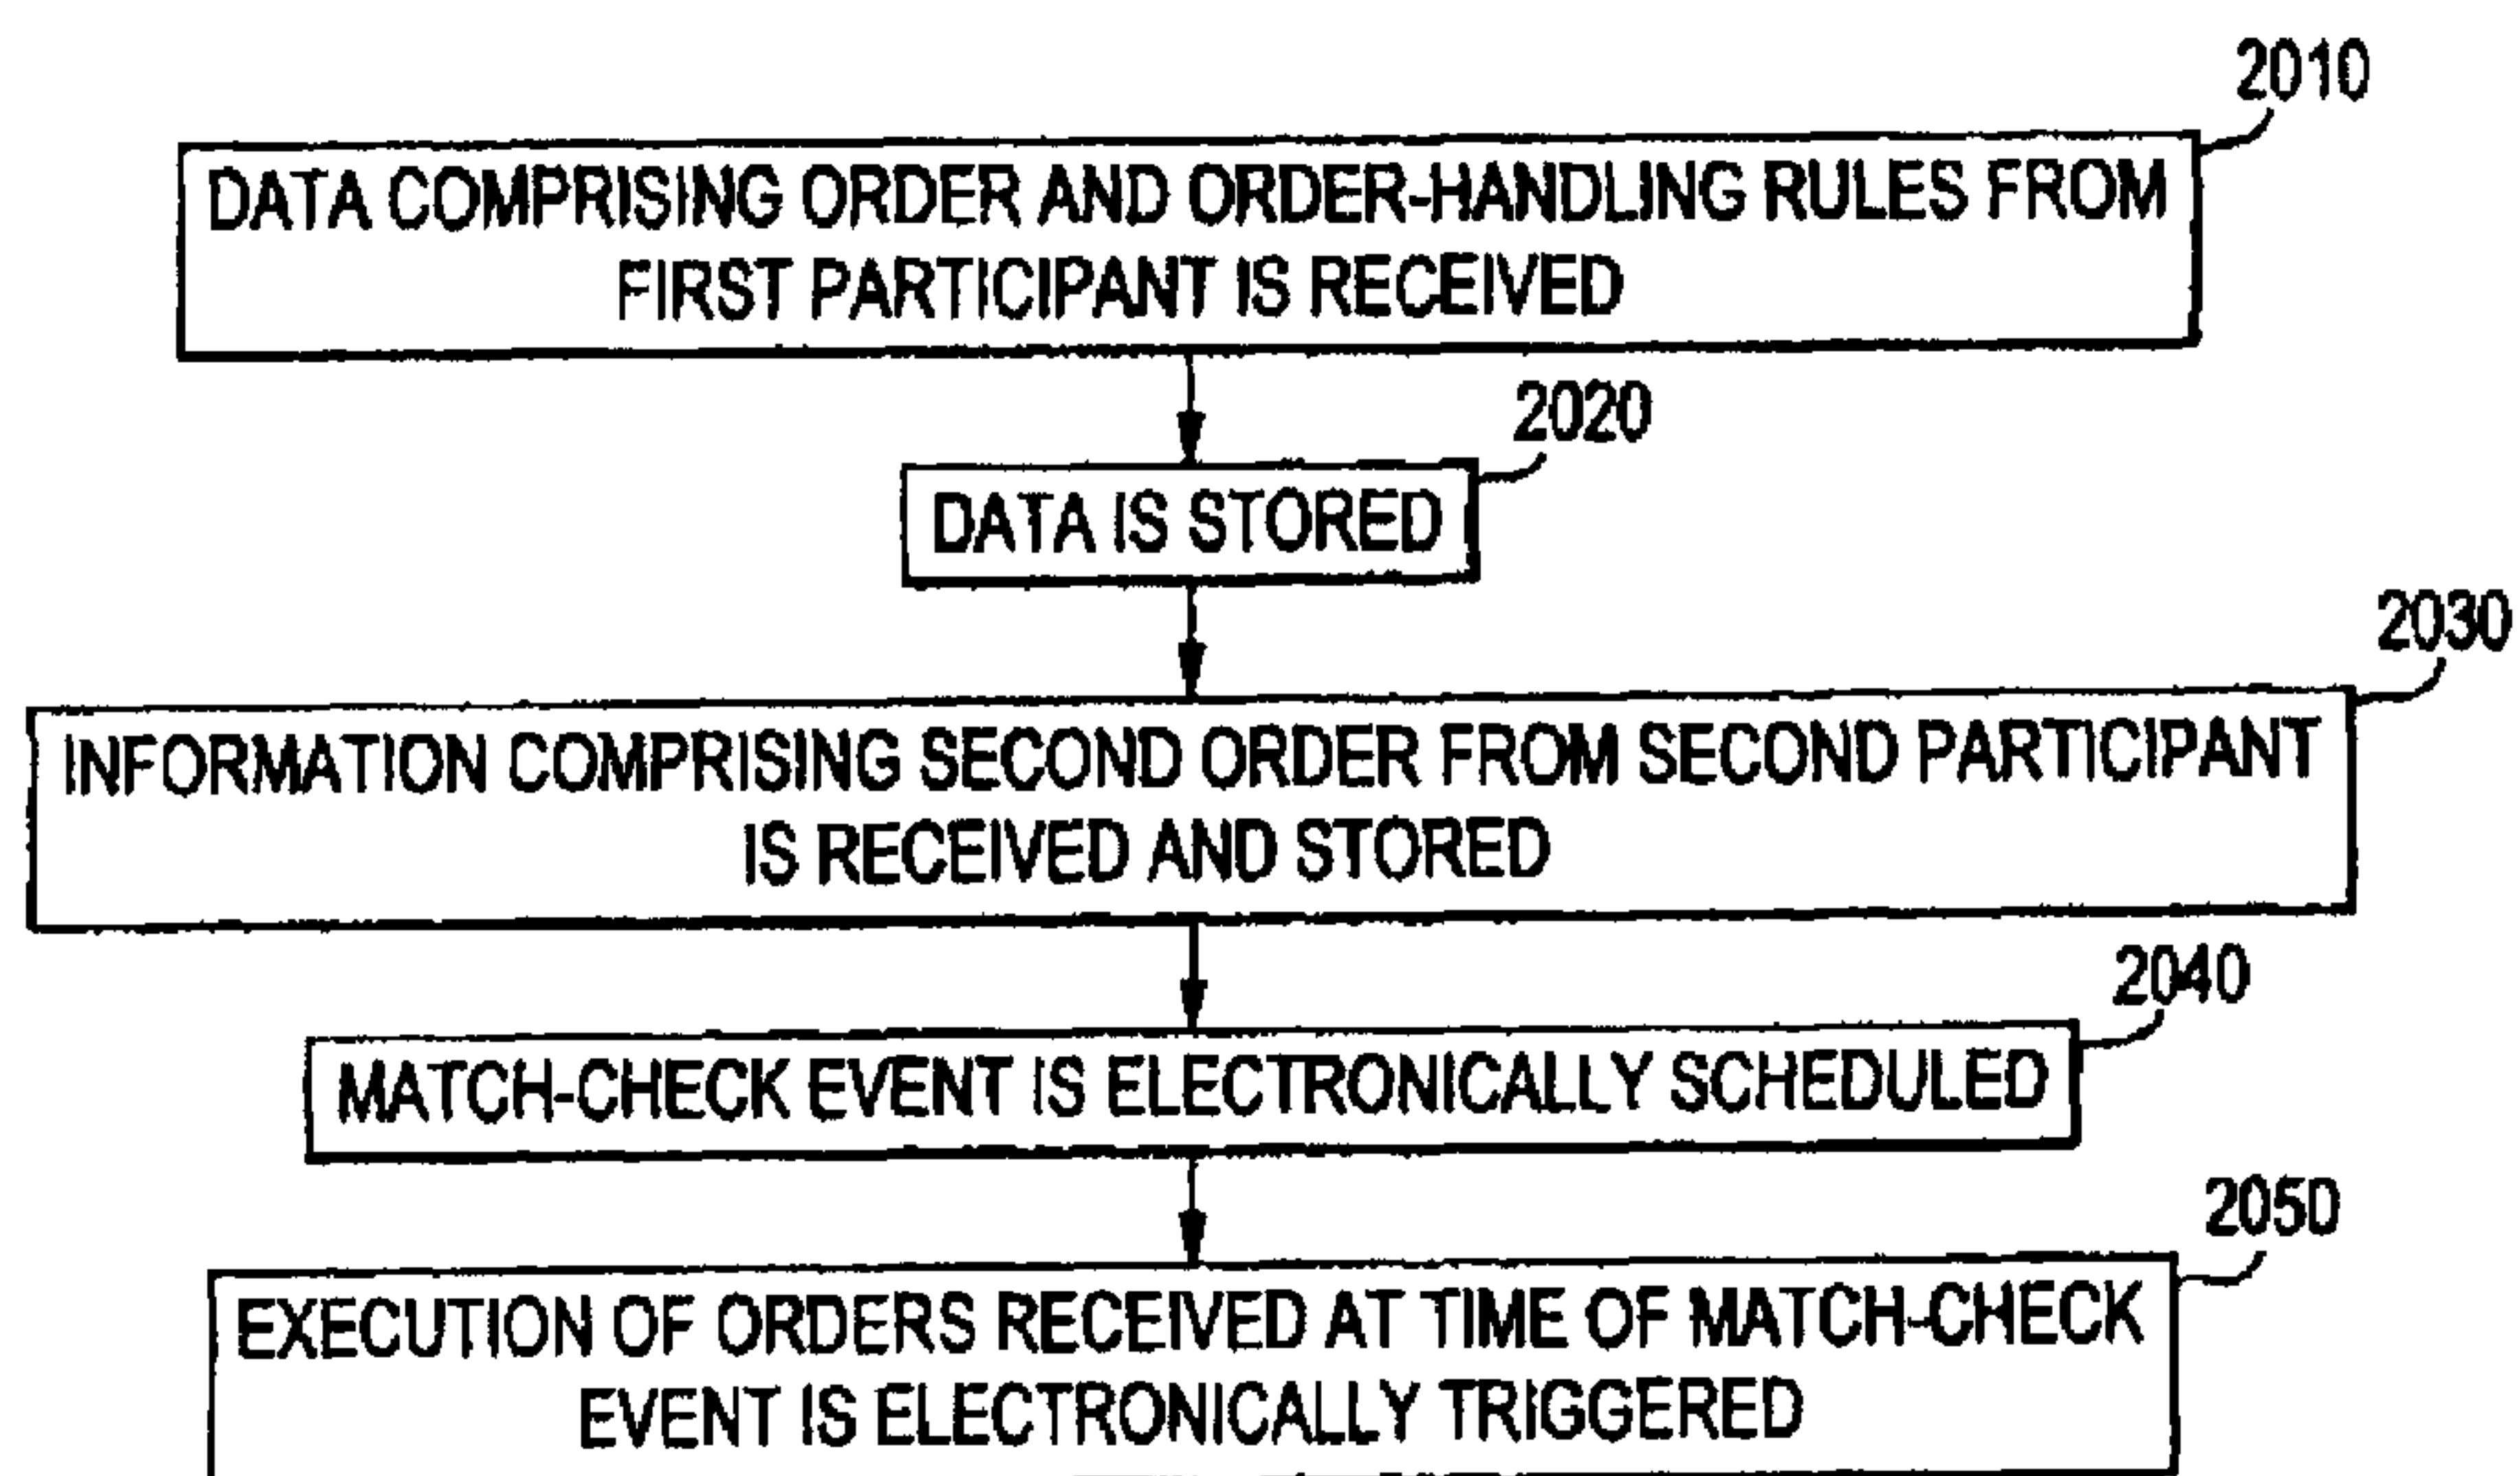 2010
DATA COMPRISING ORDER AND ORDER-HANDLING RULES FROM
FIRST PARTICIPANT IS RECEIVED
2020
DATA IS STORED
2030
INFORMATION COMPRISING SECOND ORDER FROM SECOND PARTICIPANT
IS RECEIVED AND STORED
2040
MATCH-CHECK EVENT IS ELECTRONICALLY SCHEDULED
2050
EXECUTION OF ORDERS RECEIVED AT TIME OF MATCH-CHECK
EVENT IS ELECTRONICALLY TRIGGERED